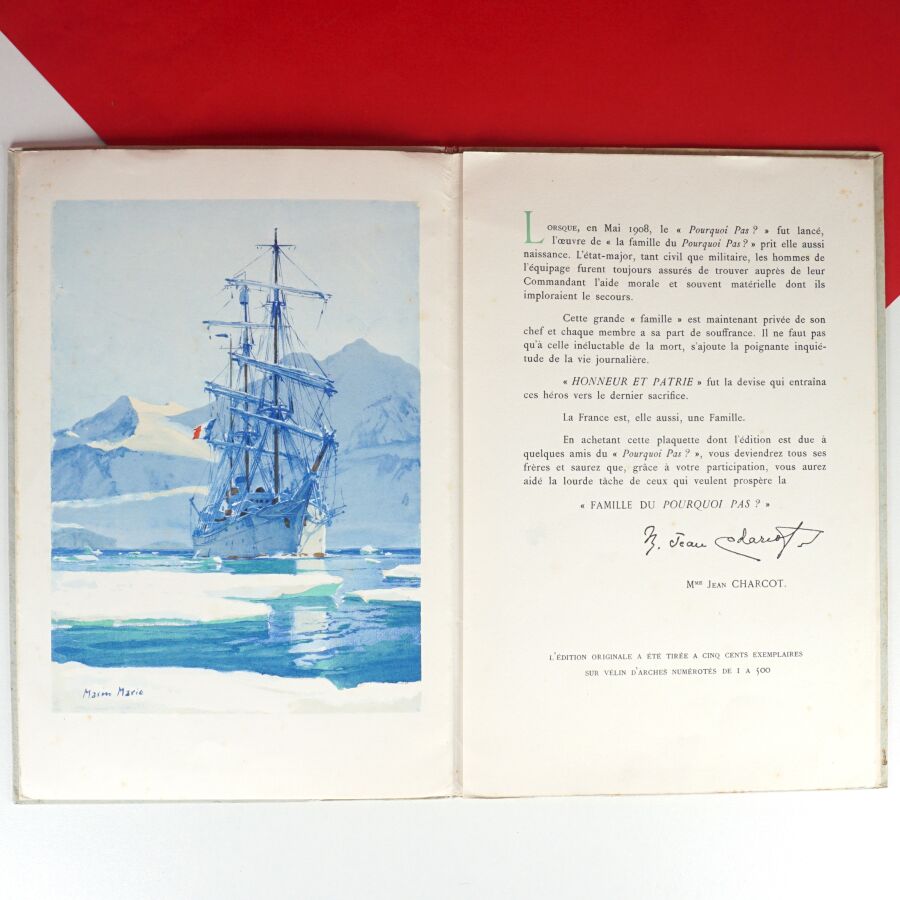 Marin Marie
LORSQUE, en Mai 1908, le « Pourquoi Pas ? » fut lancé,
l'œuvre de « la famille du Pourquoi Pas ? » prit elle aussi
naissance. L'état-major, tant civil que militaire, les hommes de
l'équipage furent toujours assurés de trouver auprès de leur
Commandant l'aide morale et souvent matérielle dont ils
imploraient le secours.
Cette grande « famille » est maintenant privée de son
chef et chaque membre a sa part de souffrance. Il ne faut pas
qu'à celle inéluctable de la mort, s'ajoute la poignante inquié-
tude de la vie journalière.
« HONNEUR ET PATRIE » fut la devise qui entraîna
ces héros vers le dernier sacrifice.
La France est, elle aussi, une Famille.
En achetant cette plaquette dont l'édition est due à
quelques amis du « Pourquoi Pas ? », vous deviendrez tous ses
frères et saurez que, grâce à votre participation, vous aurez
aidé la lourde tâche de ceux qui veulent prospère la
« FAMILLE DU POURQUOI PAS ? »
Jean Charcot
Mme JEAN CHARCOT.
L'ÉDITION ORIGINALE A ÉTÉ TIRÉE A CINQ CENTS EXEMPLAIRES
SUR VÉLIN D'ARCHES NUMÉROTÉS DE 1 A 500